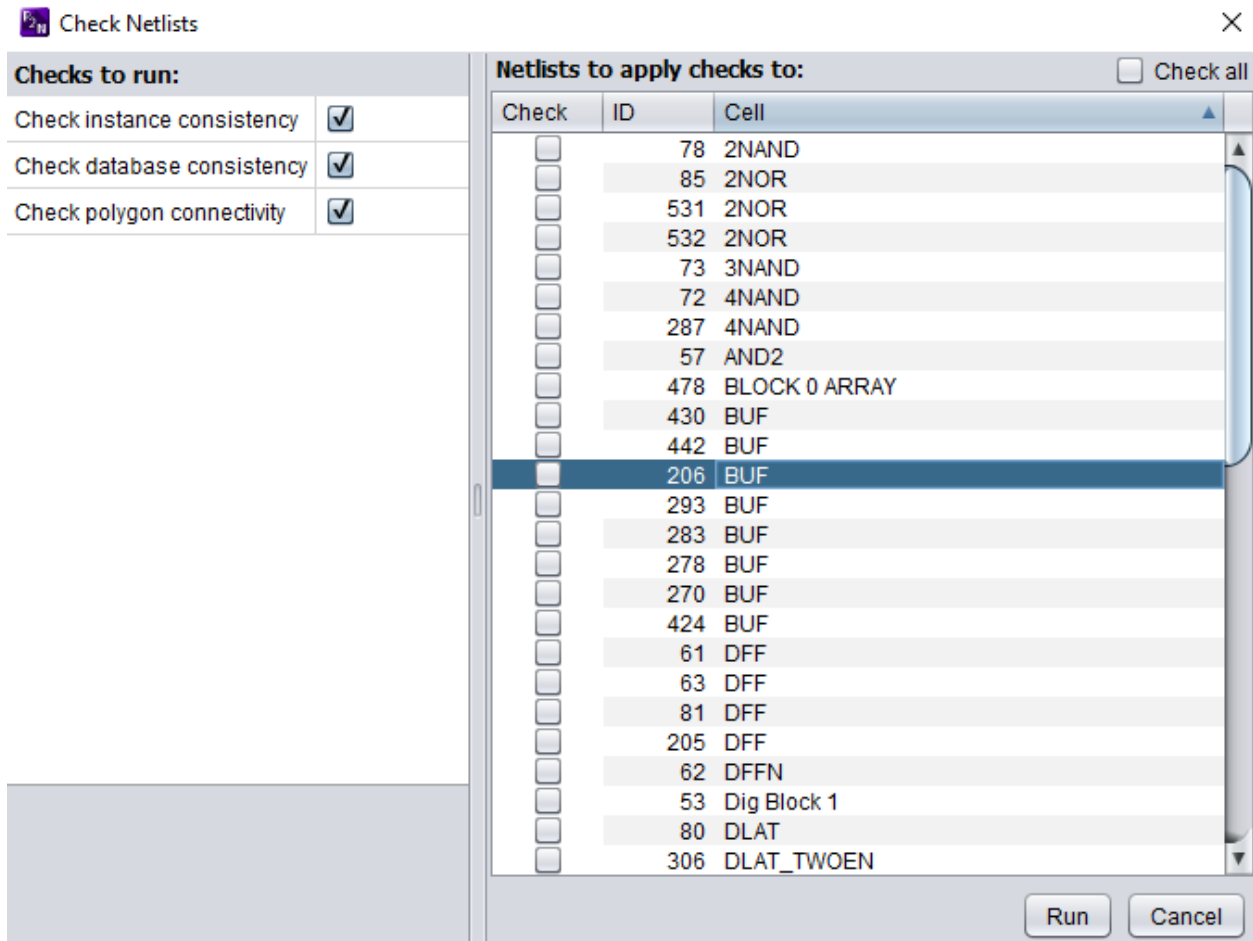 P2N Check Netlists
Checks to run:
Check instance consistency
Check database consistency
Check polygon connectivity
Netlists to apply checks to: Check all
Check ID Cell
78 2NAND
85 2NOR
531 2NOR
532 2NOR
73 3NAND
72 4NAND
287 4NAND
57 AND2
478 BLOCK 0 ARRAY
430 BUF
442 BUF
206 BUF
293 BUF
283 BUF
278 BUF
270 BUF
424 BUF
61 DFF
63 DFF
81 DFF
205 DFF
62 DFFN
53 Dig Block 1
80 DLAT
306 DLAT_TWOEN
Run Cancel